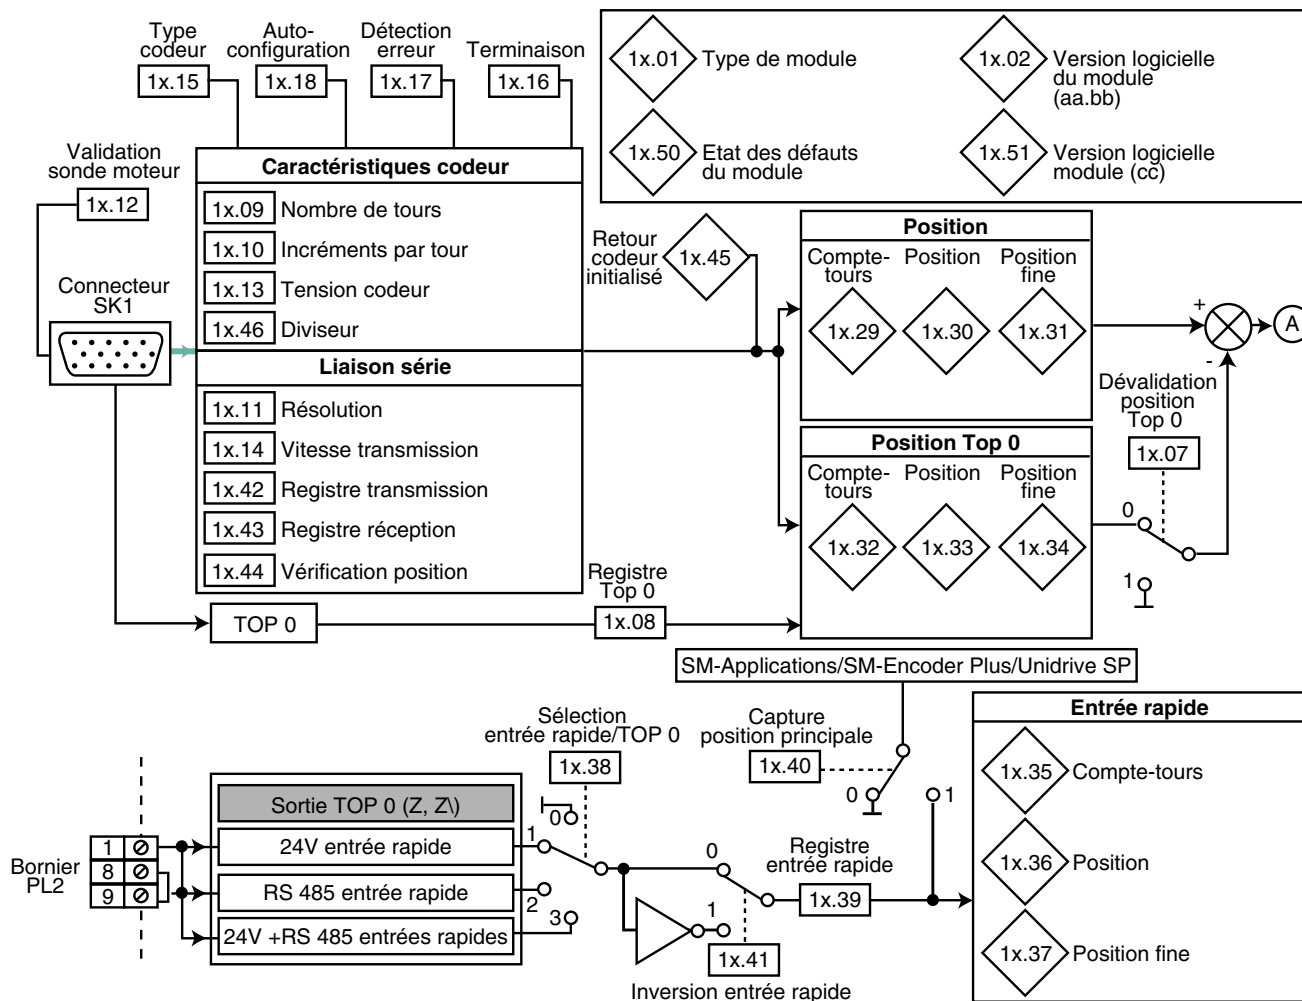 Type
codeur
1x.15
Auto-
configuration
1x.18
Détection
erreur
1x.17
Terminaison
1x.16
1x.01
Type de module
1x.02
Version logicielle
du module
(aa.bb)
1x.50
Etat des défauts
du module
1x.51
Version logicielle
module (cc)
Validation
sonde moteur
1x.12
Connecteur
SK1
Caractéristiques codeur
1x.09
Nombre de tours
1x.10
Incréments par tour
1x.13
Tension codeur
1x.46
Diviseur
Liaison série
1x.11
Résolution
1x.14
Vitesse transmission
1x.42
Registre transmission
1x.43
Registre réception
1x.44
Vérification position
Retour
codeur
initialisé
1x.45
Position
Compte-
tours
Position
Position
fine
1x.29
1x.30
1x.31
+
-
A
Dévalidation
position
Top 0
1x.07
0
1
Position Top 0
Compte-
tours
Position
Position
fine
1x.32
1x.33
1x.34
TOP 0
Registre
Top 0
1x.08
SM-Applications/SM-Encoder Plus/Unidrive SP
Bornier
PL2
1
8
9
Sortie TOP 0 (Z, Z\)
24V entrée rapide
RS 485 entrée rapide
24V +RS 485 entrées rapides
Sélection
entrée rapide/TOP 0
1x.38
0
1
2
3
Capture
position principale
1x.40
0
1
0
1
1x.41
Inversion entrée rapide
Registre
entrée rapide
1x.39
Entrée rapide
1x.35
Compte-tours
1x.36
Position
1x.37
Position fine